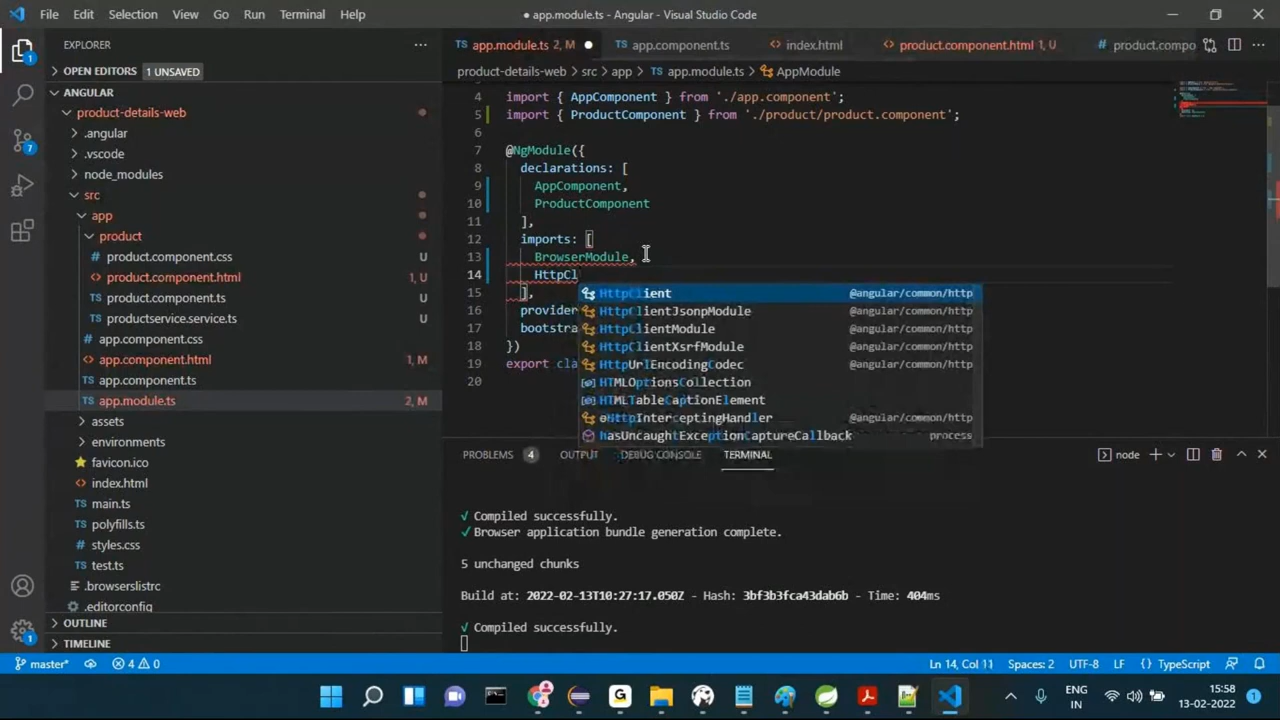 File Edit Selection View Go Run Terminal Help
● app.module.ts - Angular - Visual Studio Code
EXPLORER
OPEN EDITORS 1 UNSAVED
ANGULAR
product-details-web
.angular
.vscode
node_modules
src
app
product
product.component.css U
product.component.html 1, U
product.component.ts U
productservice.service.ts U
app.component.css
app.component.html 1, M
app.component.ts
app.module.ts 2, M
assets
environments
favicon.ico
index.html
main.ts
polyfills.ts
styles.css
test.ts
.browserslistrc
.editorconfig
OUTLINE
TIMELINE
TS app.module.ts 2, M ● TS app.component.ts <> index.html <> product.component.html 1, U # product.compo
product-details-web > src > app > TS app.module.ts > AppModule
4 import { AppComponent } from './app.component';
5 import { ProductComponent } from './product/product.component';
6
7 @NgModule({
8 declarations: [
9 AppComponent,
10 ProductComponent
11 ],
12 imports: [
13 BrowserModule,
14 HttpCl
15 ],
16 provider
17 bootstra
18 })
19 export cla
20
HttpClient @angular/common/http
HttpClientJsonpModule @angular/common/http
HttpClientModule @angular/common/http
HttpClientXsrfModule @angular/common/http
HttpUrlEncodingCodec @angular/common/http
HTMLOptionsCollection
HTMLTableCaptionElement
ɵHttpInterceptingHandler @angular/common/http
hasUncaughtExceptionCaptureCallback process
PROBLEMS 4 OUTPUT DEBUG CONSOLE TERMINAL
node
√ Compiled successfully.
√ Browser application bundle generation complete.
5 unchanged chunks
Build at: 2022-02-13T10:27:17.050Z - Hash: 3bf3b3fca43dab6b - Time: 404ms
√ Compiled successfully.
master* 4 0
Ln 14, Col 11 Spaces: 2 UTF-8 LF {} TypeScript
ENG
IN
15:58
13-02-2022